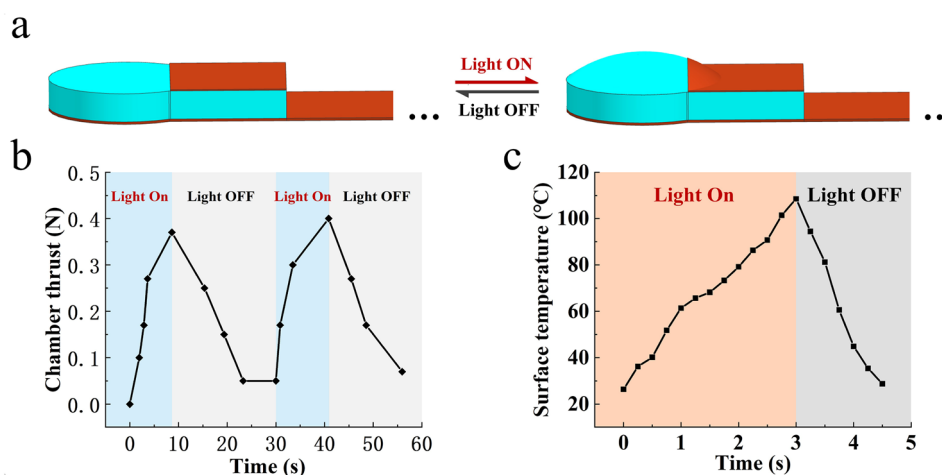 a
Light ON
Light OFF
...
..
b
Light On
Light OFF
Light On
Light OFF
Chamber thrust (N)
0.5
0.4
0.3
0.2
0.1
0.0
0
10
20
30
40
50
60
Time (s)
c
Light On
Light OFF
Surface temperature (℃)
120
100
80
60
40
20
0
1
2
3
4
5
Time (s)